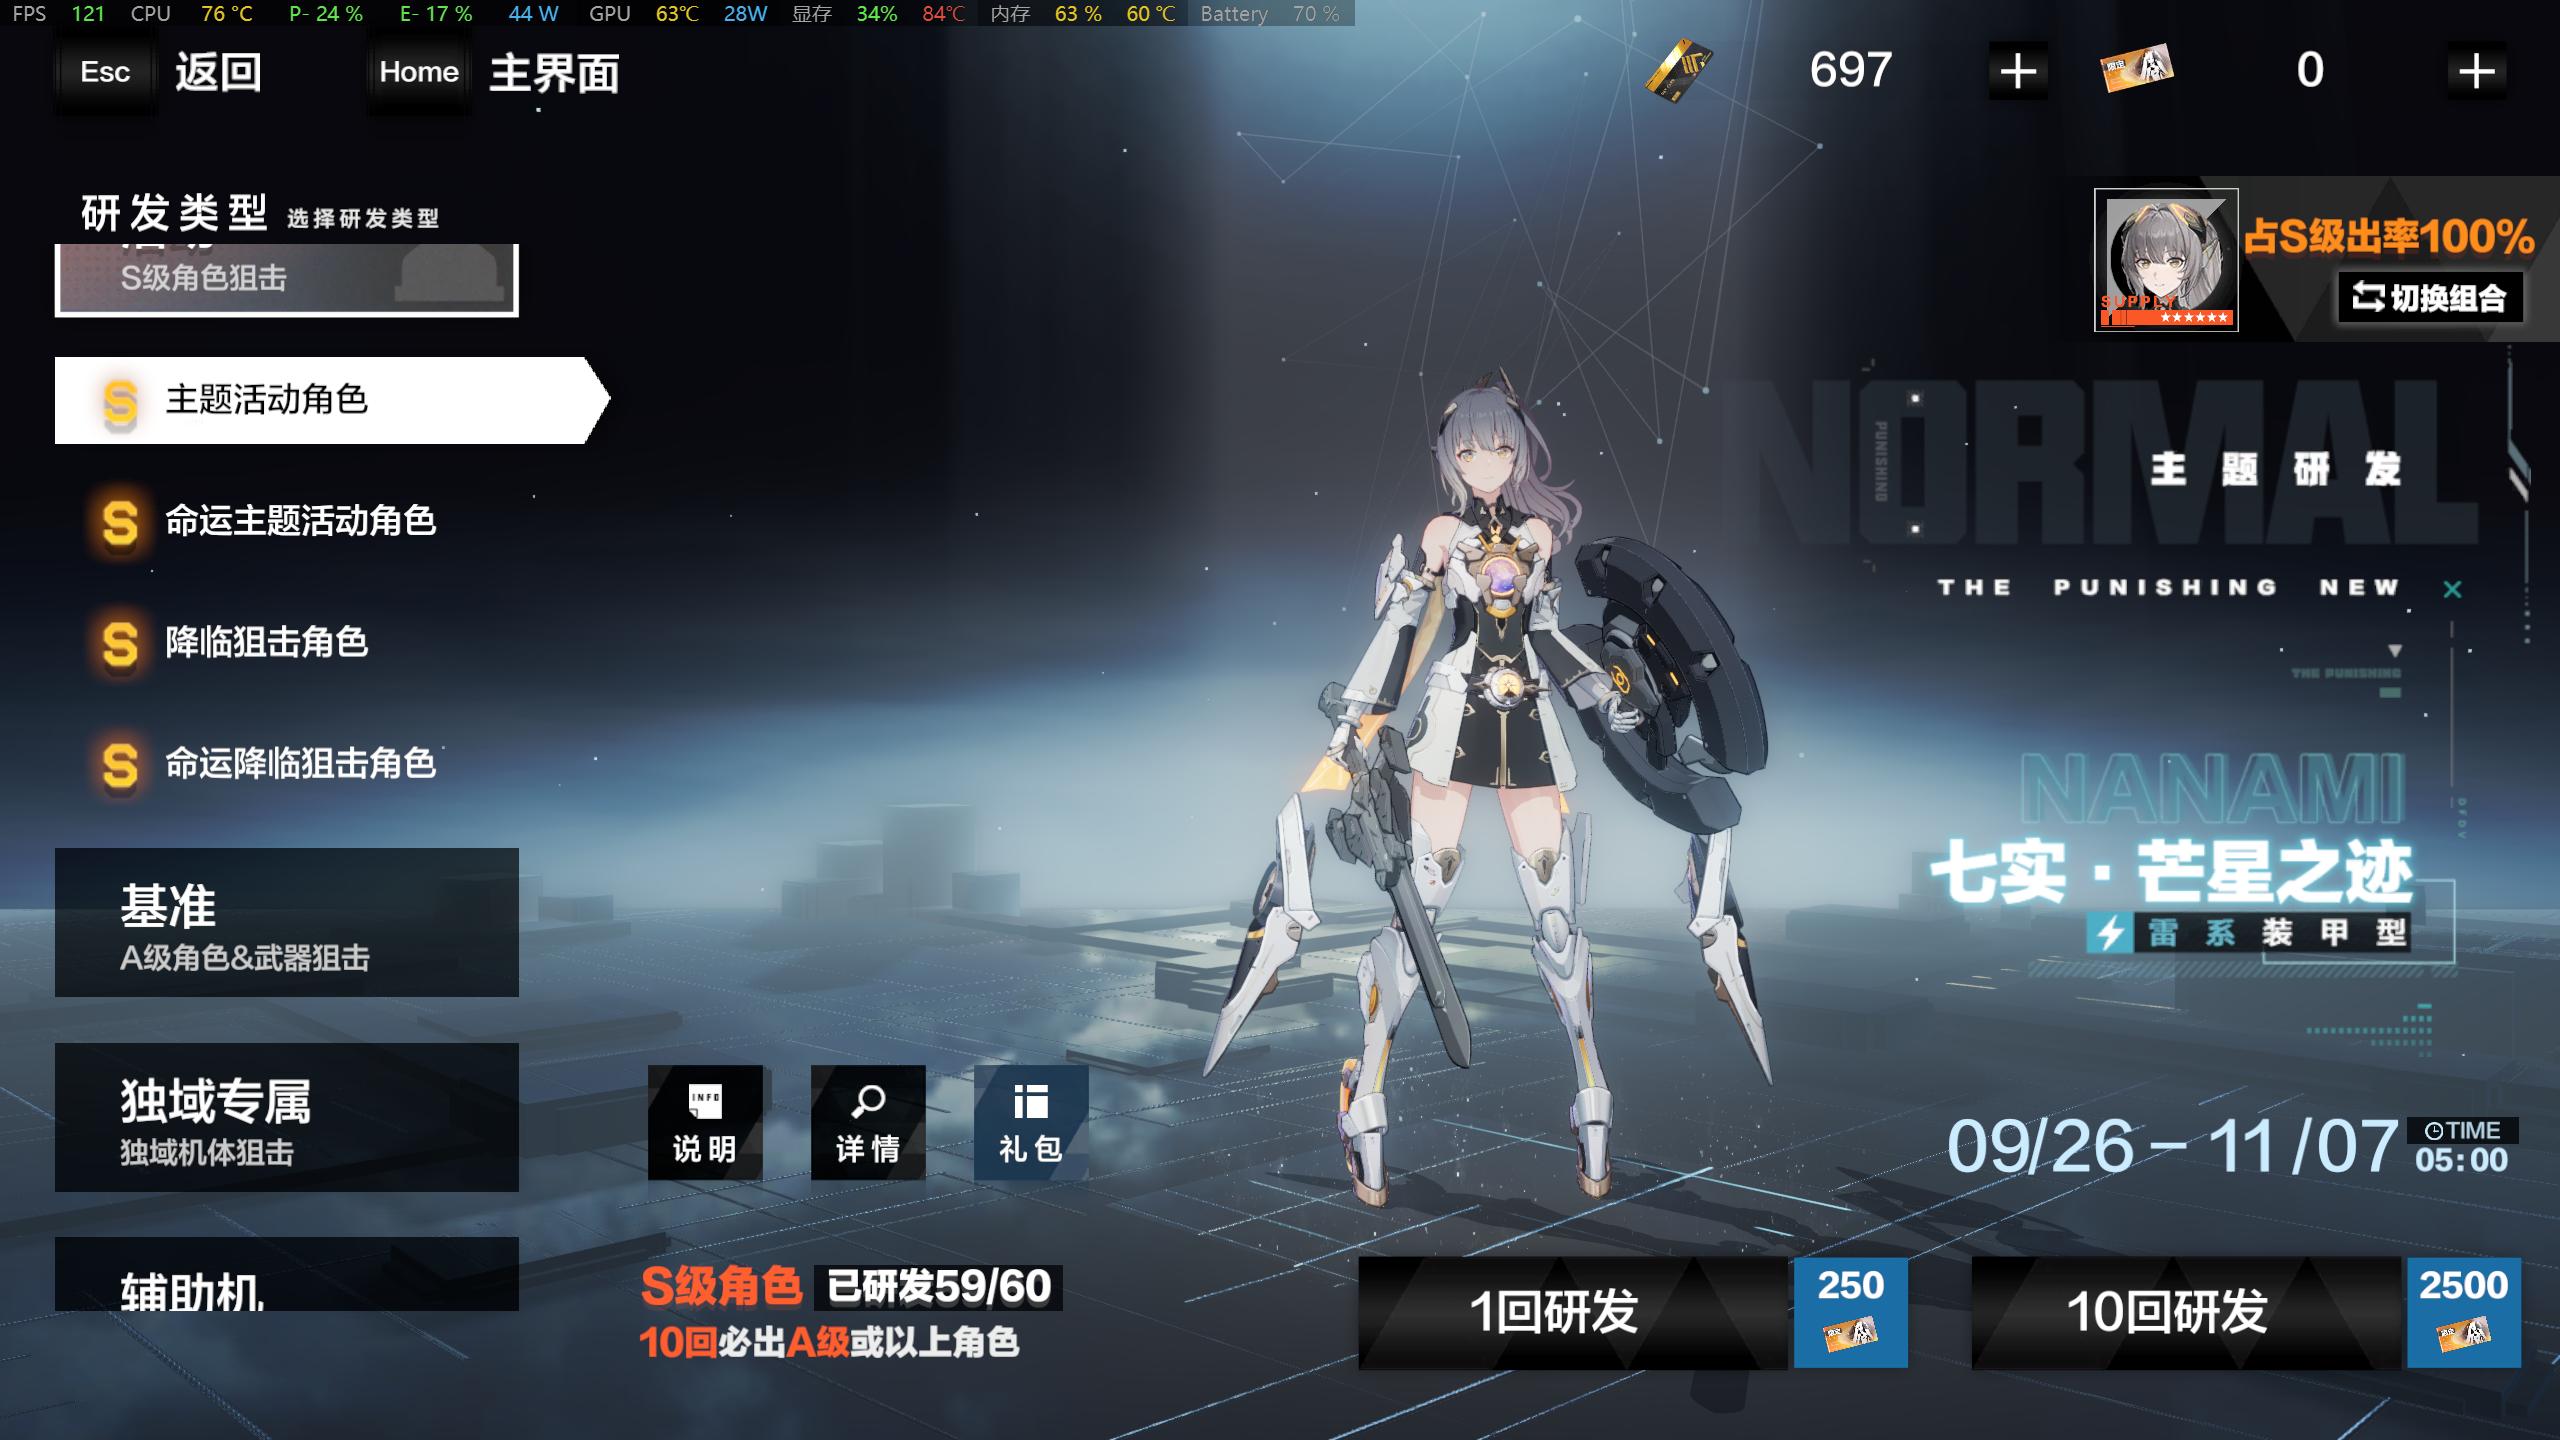 FPS 121 CPU 76 °C P- 24 % E- 17 % 44 W GPU 63℃ 28W 显存 34% 84℃ 内存 63 % 60 ℃ Battery 70 %
Esc 返回 Home 主界面
697
0
研发类型 选择研发类型
S级角色狙击
S 主题活动角色
S 命运主题活动角色
S 降临狙击角色
S 命运降临狙击角色
基准
A级角色&武器狙击
独域专属
独域机体狙击
辅助机
占S级出率100%
SUPPLY
切换组合
NORMAL
PUNISHING
主题研发
THE PUNISHING NEW
THE PUNISHING
NANAMI
七实·芒星之迹
雷系装甲型
09/26-11/07
TIME
05:00
INFO
说明
详情
礼包
S级角色 已研发59/60
10回必出A级或以上角色
1回研发
250
限定
10回研发
2500
限定